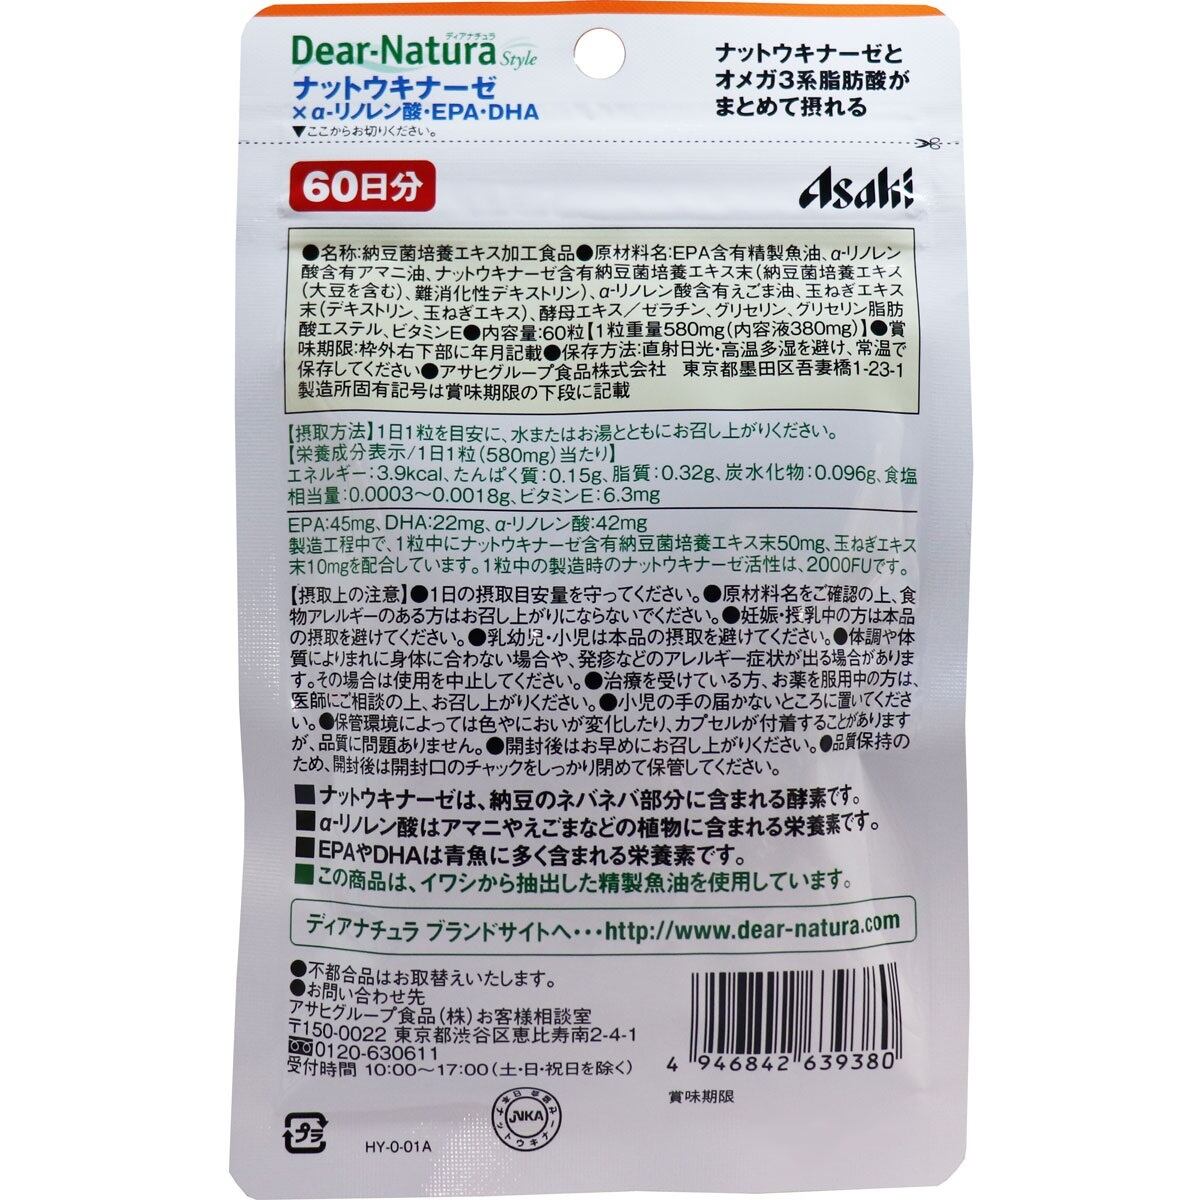 ディアナチュラ
Dear-Natura Style
ナットウキナーゼ
×α-リノレン酸・EPA・DHA
▼ここからお切りください。
ナットウキナーゼと
オメガ3系脂肪酸が
まとめて摂れる
60日分
Asahi
●名称:納豆菌培養エキス加工食品●原材料名:EPA含有精製魚油、α-リノレン
酸含有アマニ油、ナットウキナーゼ含有納豆菌培養エキス末(納豆菌培養エキス
(大豆を含む)、難消化性デキストリン)、α-リノレン酸含有えごま油、玉ねぎエキス
末(デキストリン、玉ねぎエキス)、酵母エキス/ゼラチン、グリセリン、グリセリン脂肪
酸エステル、ビタミンE●内容量:60粒【1粒重量580mg(内容液380mg)】●賞
味期限:枠外右下部に年月記載●保存方法:直射日光・高温多湿を避け、常温で
保存してください●アサヒグループ食品株式会社 東京都墨田区吾妻橋1-23-1
製造所固有記号は賞味期限の下段に記載
【摂取方法】1日1粒を目安に、水またはお湯とともにお召し上がりください。
【栄養成分表示/1日1粒(580mg)当たり】
エネルギー:3.9kcal、たんぱく質:0.15g、脂質:0.32g、炭水化物:0.096g、食塩
相当量:0.0003〜0.0018g、ビタミンE:6.3mg
EPA:45mg、DHA:22mg、α-リノレン酸:42mg
製造工程中で、1粒中にナットウキナーゼ含有納豆菌培養エキス末50mg、玉ねぎエキス
末10mgを配合しています。1粒中の製造時のナットウキナーゼ活性は、2000FUです。
【摂取上の注意】●1日の摂取目安量を守ってください。●原材料名をご確認の上、食
物アレルギーのある方はお召し上がりにならないでください。●妊娠・授乳中の方は本品
の摂取を避けてください。●乳幼児・小児は本品の摂取を避けてください。●体調や体
質によりまれに身体に合わない場合や、発疹などのアレルギー症状が出る場合がありま
す。その場合は使用を中止してください。●治療を受けている方、お薬を服用中の方は、
医師にご相談の上、お召し上がりください。●小児の手の届かないところに置いてくださ
い。●保管環境によっては色やにおいが変化したり、カプセルが付着することがあります
が、品質に問題ありません。●開封後はお早めにお召し上がりください。●品質保持の
ため、開封後は開封口のチャックをしっかり閉めて保管してください。
■ナットウキナーゼは、納豆のネバネバ部分に含まれる酵素です。
■α-リノレン酸はアマニやえごまなどの植物に含まれる栄養素です。
■EPAやDHAは青魚に多く含まれる栄養素です。
■この商品は、イワシから抽出した精製魚油を使用しています。
ディアナチュラ ブランドサイトへ・・・http://www.dear-natura.com
●不都合品はお取替えいたします。
●お問い合わせ先
アサヒグループ食品(株)お客様相談室
〒150-0022 東京都渋谷区恵比寿南2-4-1
0120-630611
受付時間 10:00〜17:00(土・日・祝日を除く)
4 946842 639380
賞味期限
プラ
HY-0-01A
JNKA